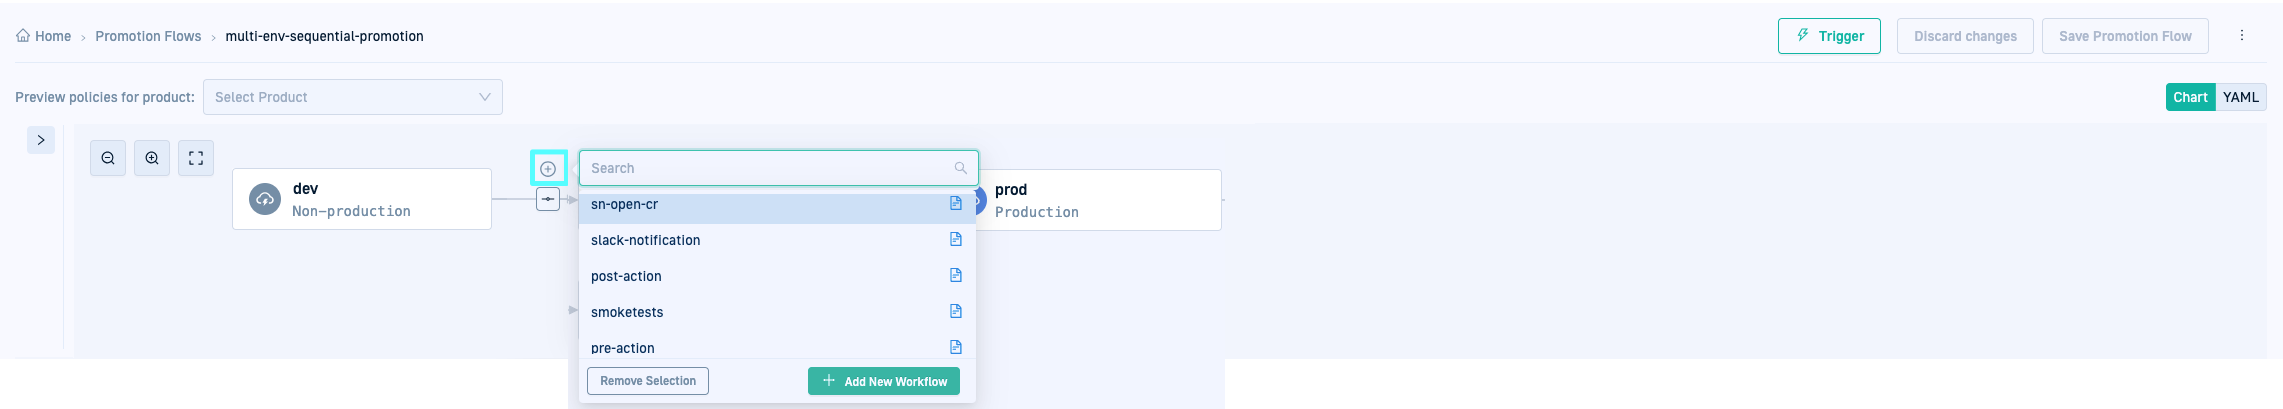 Home > Promotion Flows > multi-env-sequential-promotion
Trigger
Discard changes
Save Promotion Flow
Preview policies for product:
Select Product
Chart
YAML
dev
Non-production
Search
prod
Production
sn-open-cr
slack-notification
post-action
smoketests
pre-action
Remove Selection
Add New Workflow